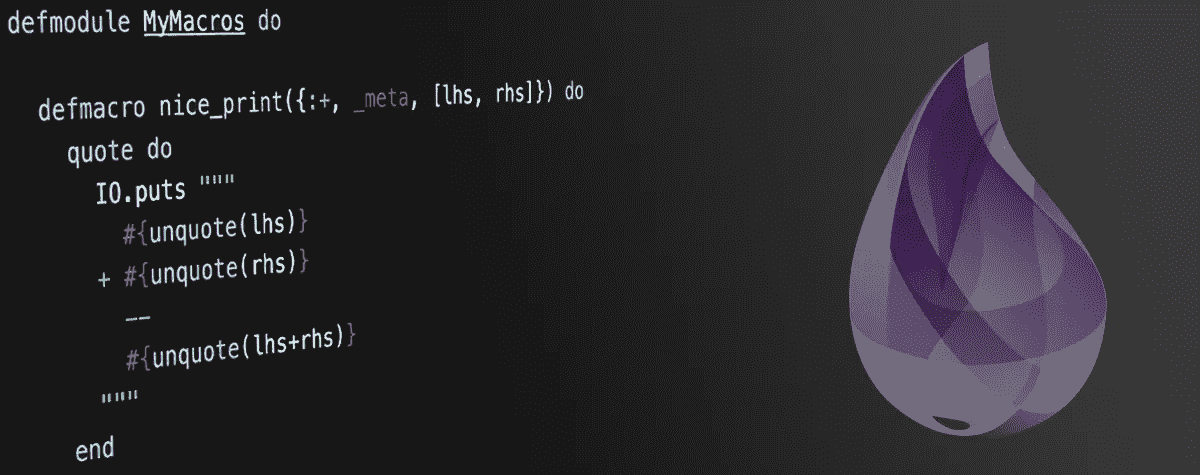 defmodule MyMacros do
defmacro nice_print({:+, _meta, [lhs, rhs]}) do
quote do
IO.puts """
#{unquote(lhs)}
+ #{unquote(rhs)}
--
#{unquote(lhs+rhs)}
"""
end